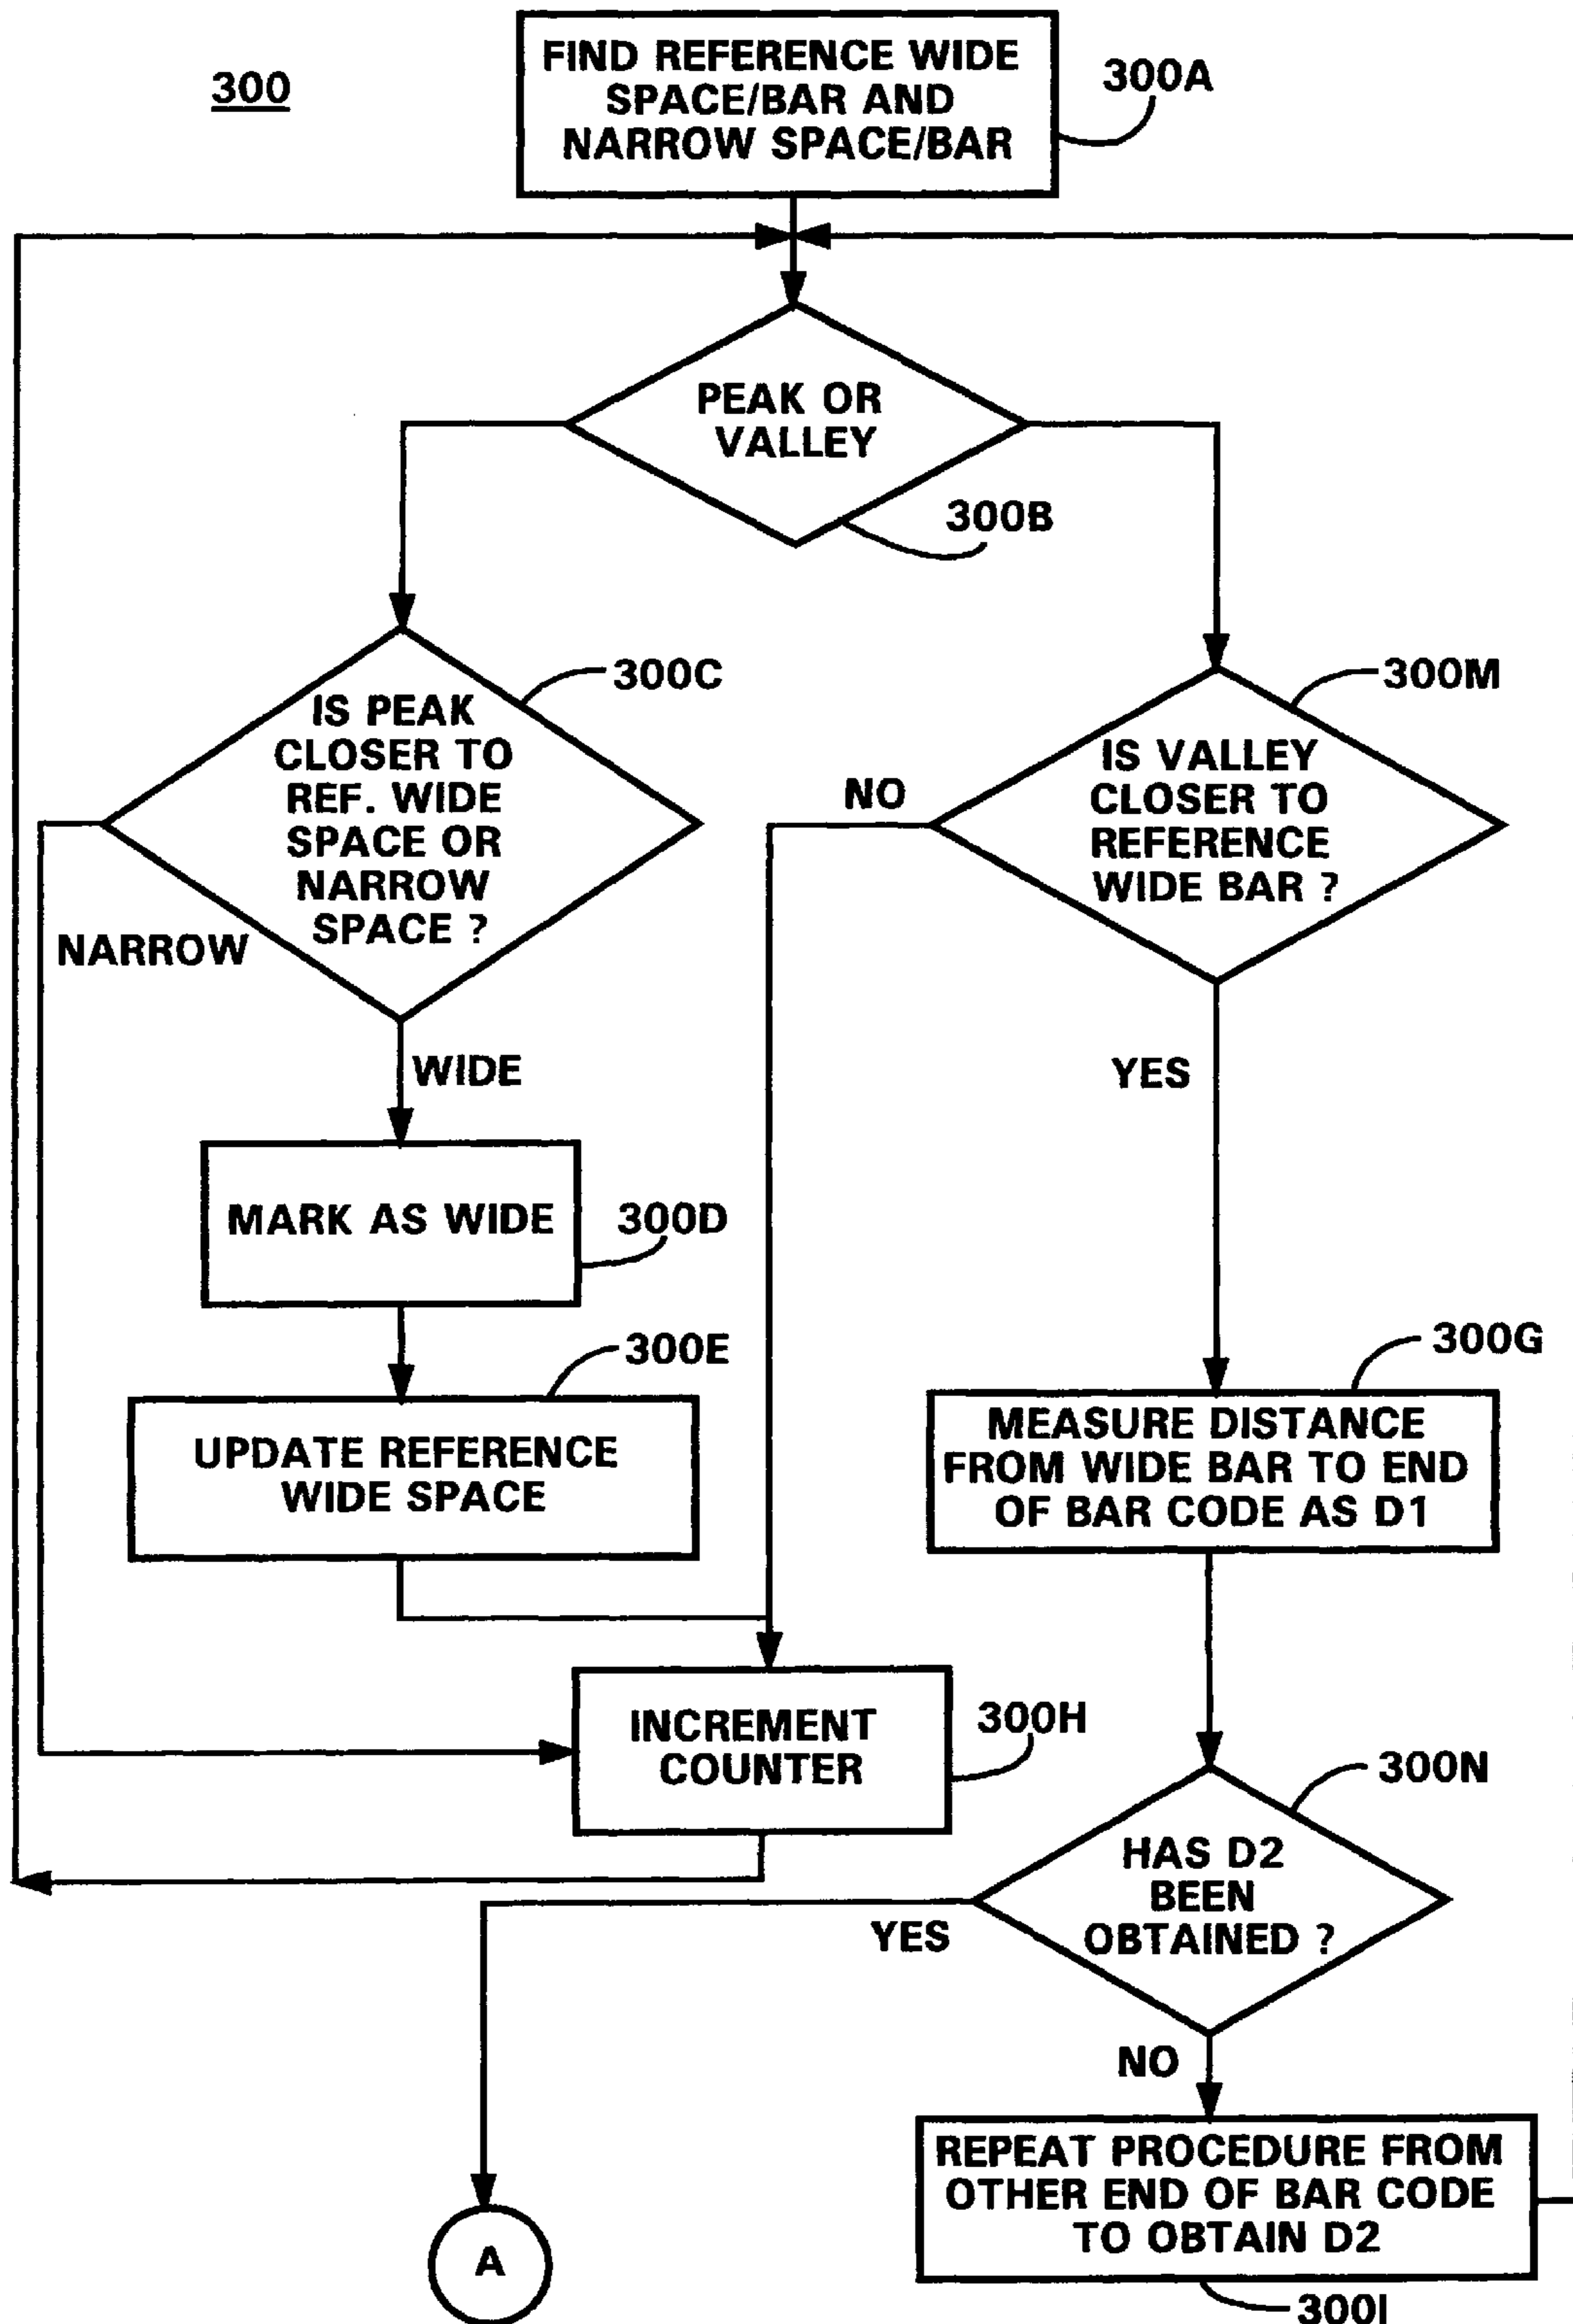 300
FIND REFERENCE WIDE
SPACE/BAR AND
NARROW SPACE/BAR
300A
PEAK OR
VALLEY
300B
IS PEAK
CLOSER TO
REF. WIDE
SPACE OR
NARROW
SPACE ?
300C
NARROW
WIDE
IS VALLEY
CLOSER TO
REFERENCE
WIDE BAR ?
300M
NO
YES
MARK AS WIDE
300D
UPDATE REFERENCE
WIDE SPACE
300E
MEASURE DISTANCE
FROM WIDE BAR TO END
OF BAR CODE AS D1
300G
INCREMENT
COUNTER
300H
HAS D2
BEEN
OBTAINED ?
300N
YES
NO
REPEAT PROCEDURE FROM
OTHER END OF BAR CODE
TO OBTAIN D2
A